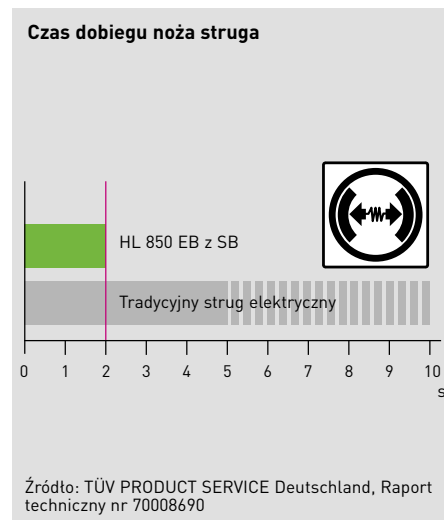 Czas dobiegu noża struga
HL 850 EB z SB
Tradycyjny strug elektryczny
0 1 2 3 4 5 6 7 8 9 10
s
Źródło: TÜV PRODUCT SERVICE Deutschland, Raport
techniczny nr 70008690